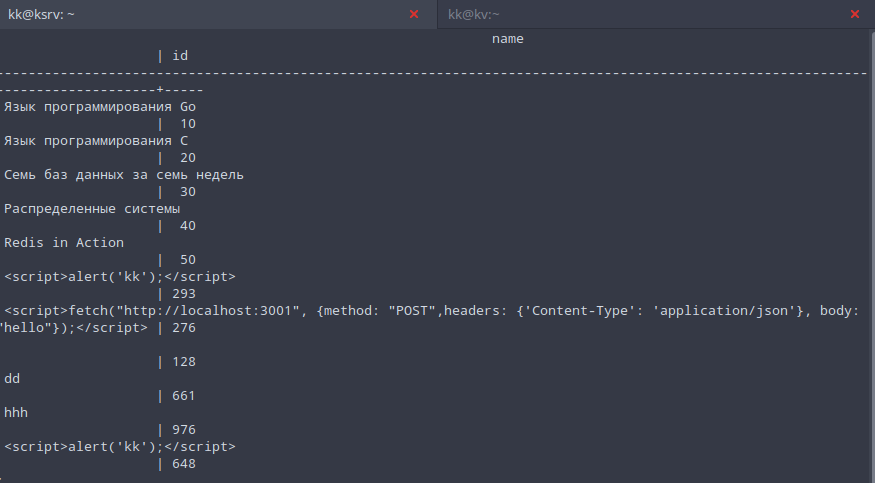 kk@ksrv: ~ × kk@kv:~ ×
name
| id
--------------------------------------------------------------------------------------------------------------
--------------------+-----
Язык программирования Go
| 10
Язык программирования C
| 20
Семь баз данных за семь недель
| 30
Распределенные системы
| 40
Redis in Action
| 50
<script>alert('kk');</script>
| 293
<script>fetch("http://localhost:3001", {method: "POST",headers: {'Content-Type': 'application/json'}, body:
"hello"});</script> | 276
| 128
dd
| 661
hhh
| 976
<script>alert('kk');</script>
| 648